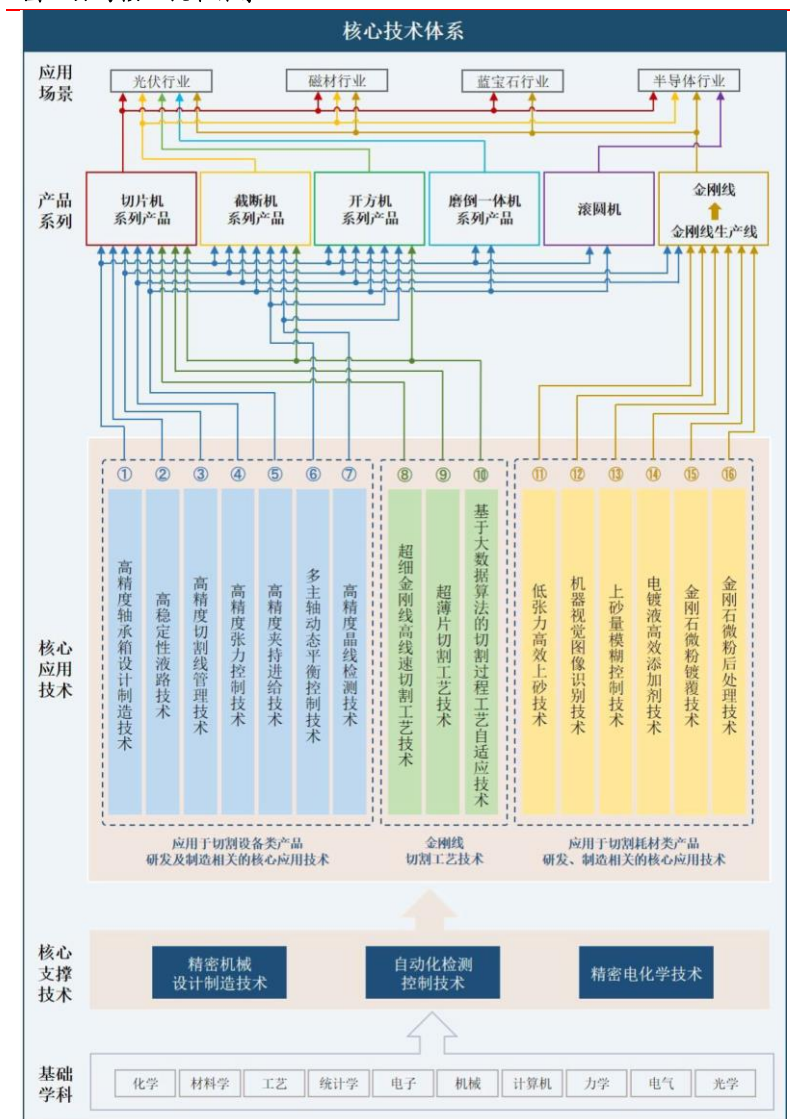 核心技术体系
应用
场景
光伏行业
磁材行业
蓝宝石行业
半导体行业
产品
系列
切片机
系列产品
截断机
系列产品
开方机
系列产品
磨倒一体机
系列产品
滚圆机
金刚线
金刚线生产线
核心
应用
技术
①
②
③
④
⑤
⑥
⑦
⑧
⑨
⑩
⑪
⑫
⑬
⑭
⑮
⑯
高精度轴承箱设计制造技术
高稳定性液路技术
高精度切割线管理技术
高精度张力控制技术
高精度夹持进给技术
多主轴动态平衡控制技术
高精度晶线检测技术
超细金刚线高线速切割工艺技术
超薄片切割工艺技术
基于大数据算法的切割过程工艺自适应技术
低张力高效上砂技术
机器视觉图像识别技术
上砂量模糊控制技术
电镀液高效添加剂技术
金刚石微粉镀覆技术
金刚石微粉后处理技术
应用于切割设备类产品
研发及制造相关的核心应用技术
金刚线
切割工艺技术
应用于切割耗材类产品
研发、制造相关的核心应用技术
核心
支撑
技术
精密机械
设计制造技术
自动化检测
控制技术
精密电化学技术
基础
学科
化学
材料学
工艺
统计学
电子
机械
计算机
力学
电气
光学